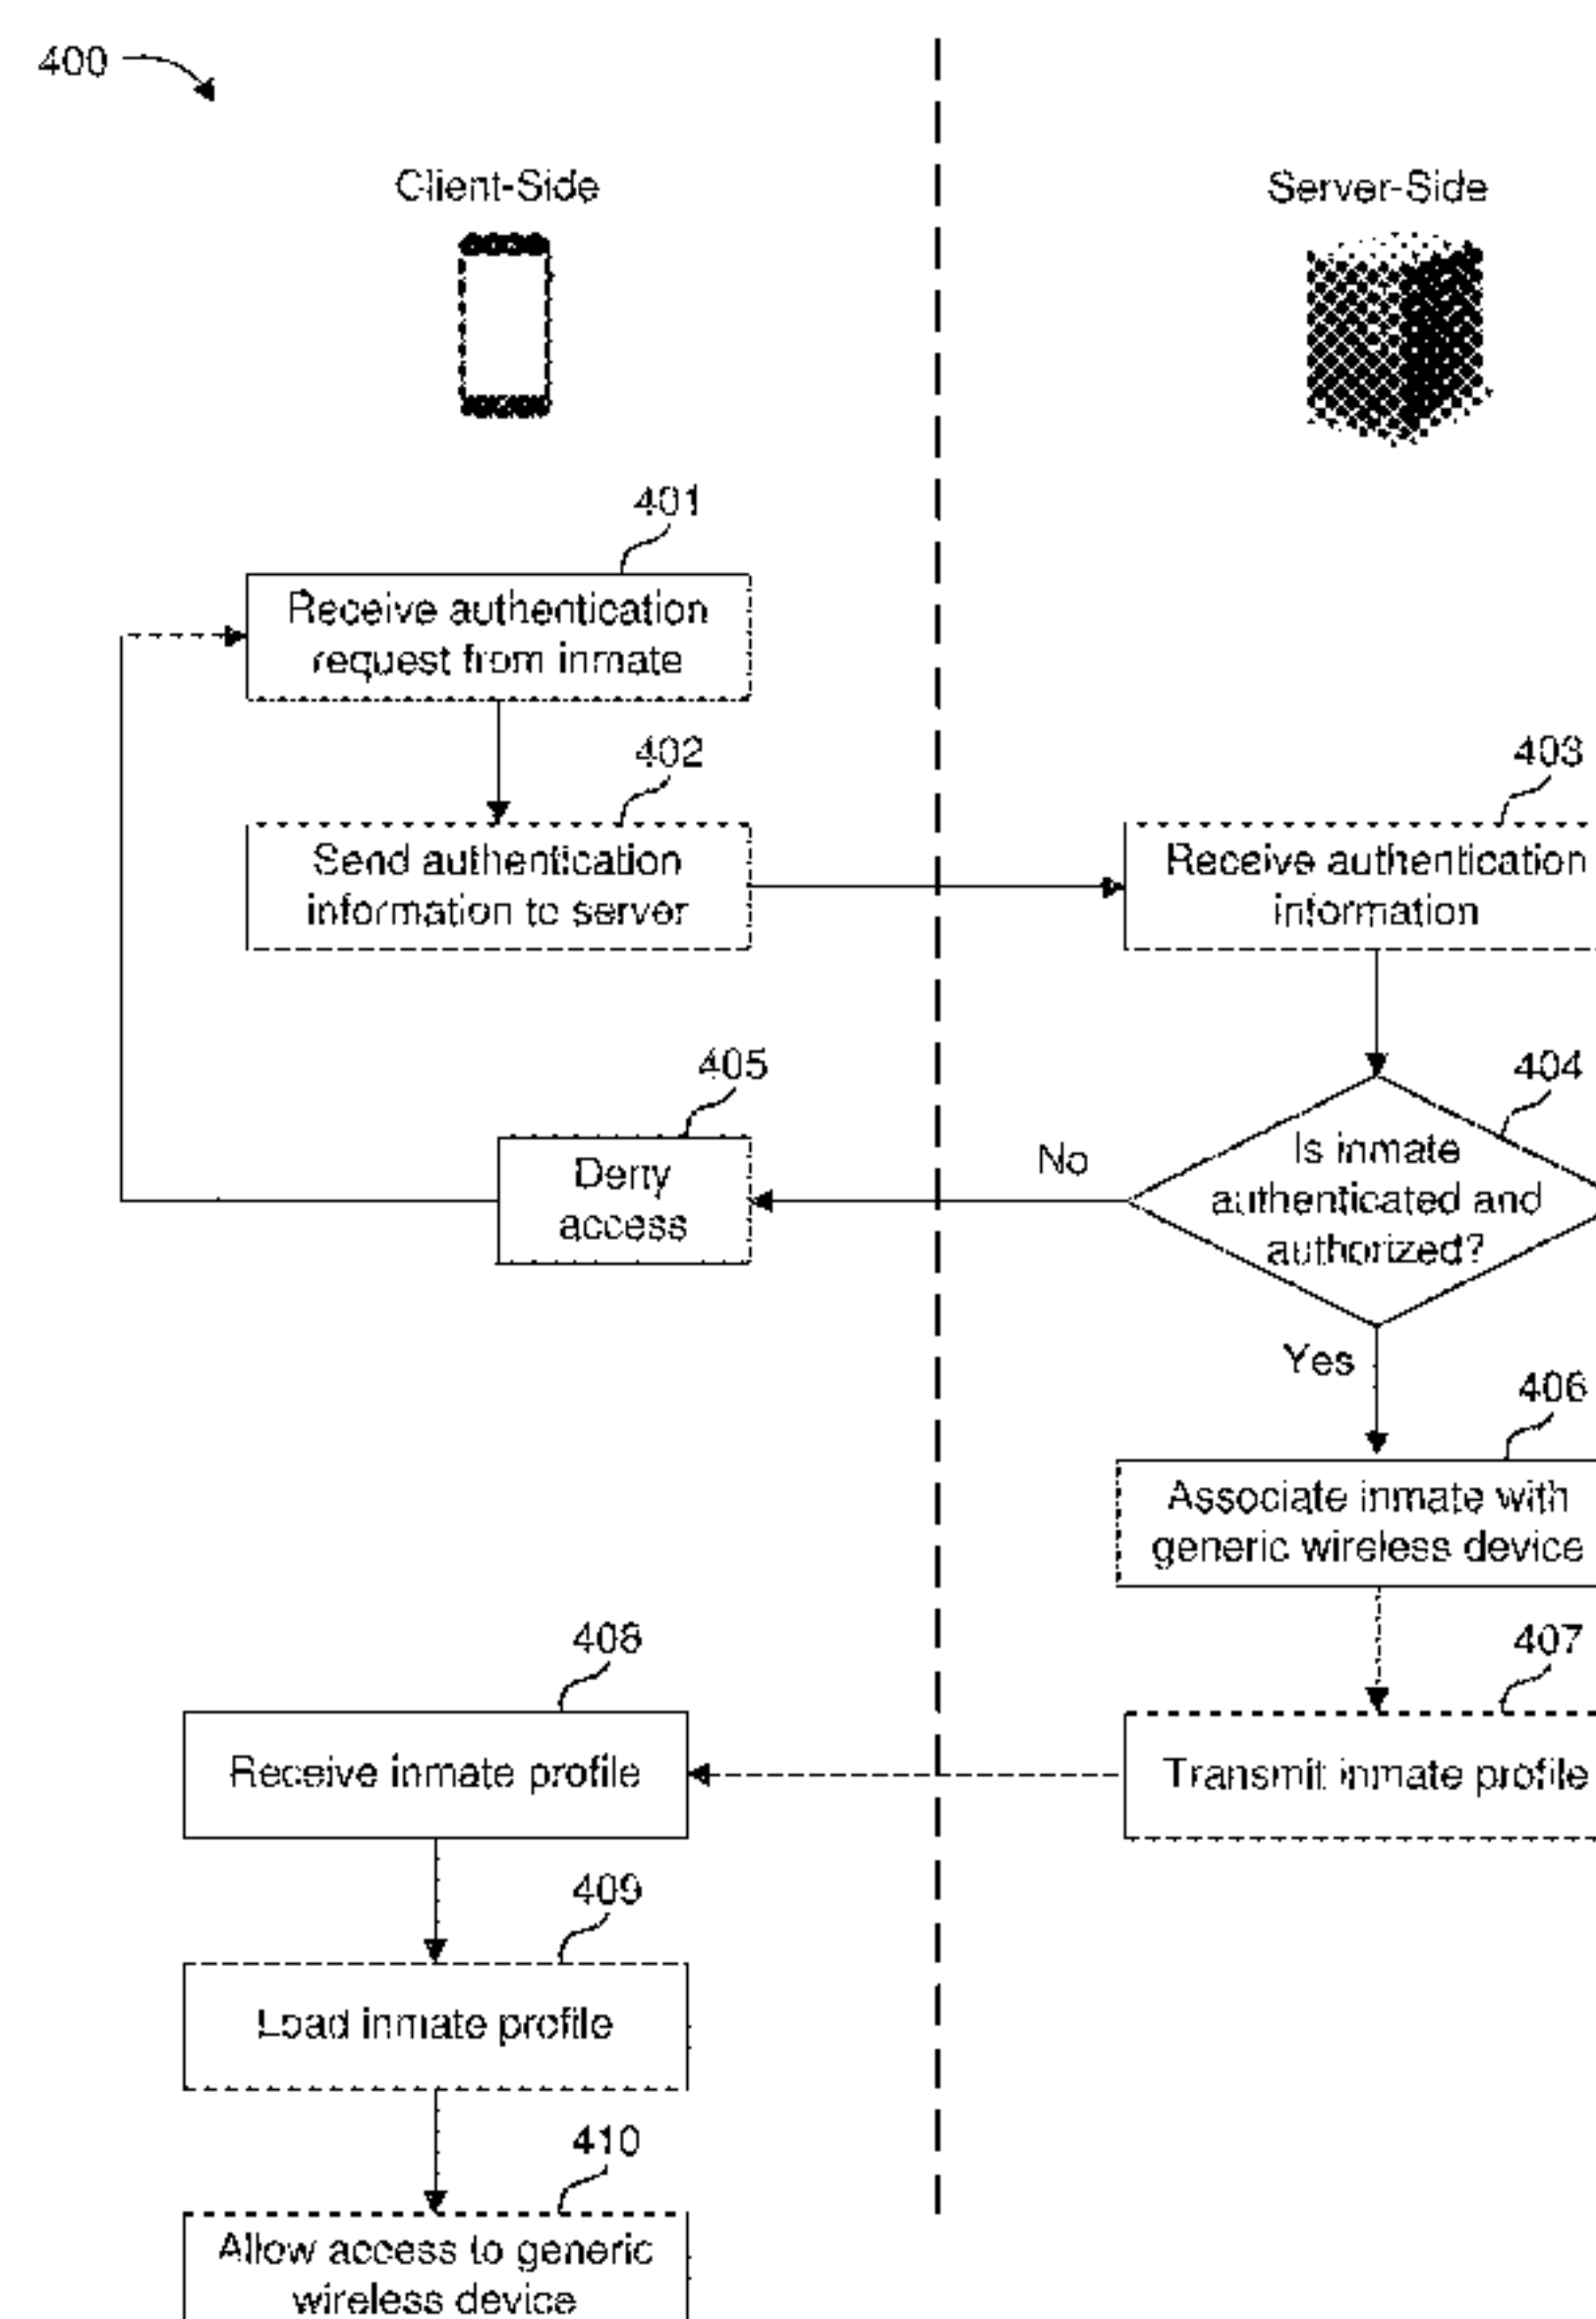 400
Client-Side
Server-Side
401
Receive authentication
request from inmate
402
Send authentication
information to server
403
Receive authentication
information
404
Is inmate
authenticated and
authorized?
No
Yes
405
Deny
access
406
Associate inmate with
generic wireless device
407
Transmit inmate profile
408
Receive inmate profile
409
Load inmate profile
410
Allow access to generic
wireless device